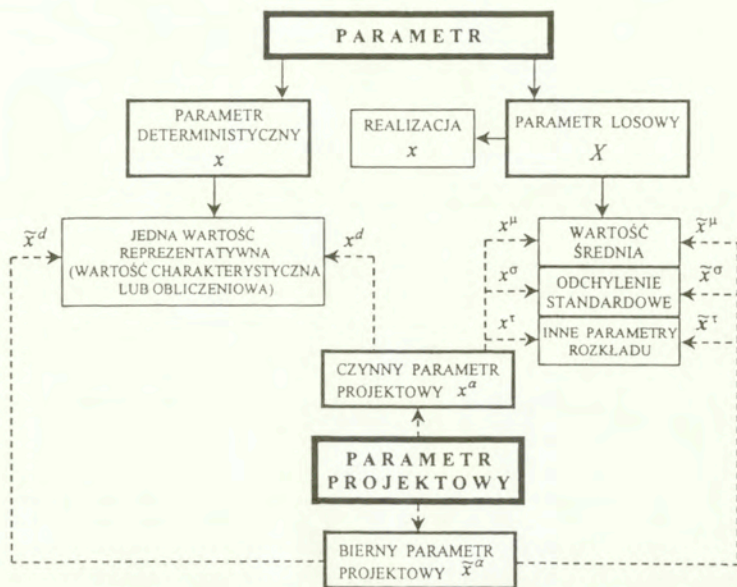 PARAMETR
PARAMETR
DETERMINISTYCZNY
x
REALIZACJA
x
PARAMETR LOSOWY
X
x̃ᵈ
JEDNA WARTOŚĆ
REPREZENTATYWNA
(WARTOŚĆ CHARAKTERYSTYCZNA
LUB OBLICZENIOWA)
xᵈ
x^μ
WARTOŚĆ
ŚREDNIA
x̃^μ
x^σ
ODCHYLENIE
STANDARDOWE
x̃^σ
x^τ
INNE PARAMETRY
ROZKŁADU
x̃^τ
CZYNNY PARAMETR
PROJEKTOWY x^a
PARAMETR
PROJEKTOWY
BIERNY PARAMETR
PROJEKTOWY x̃^a